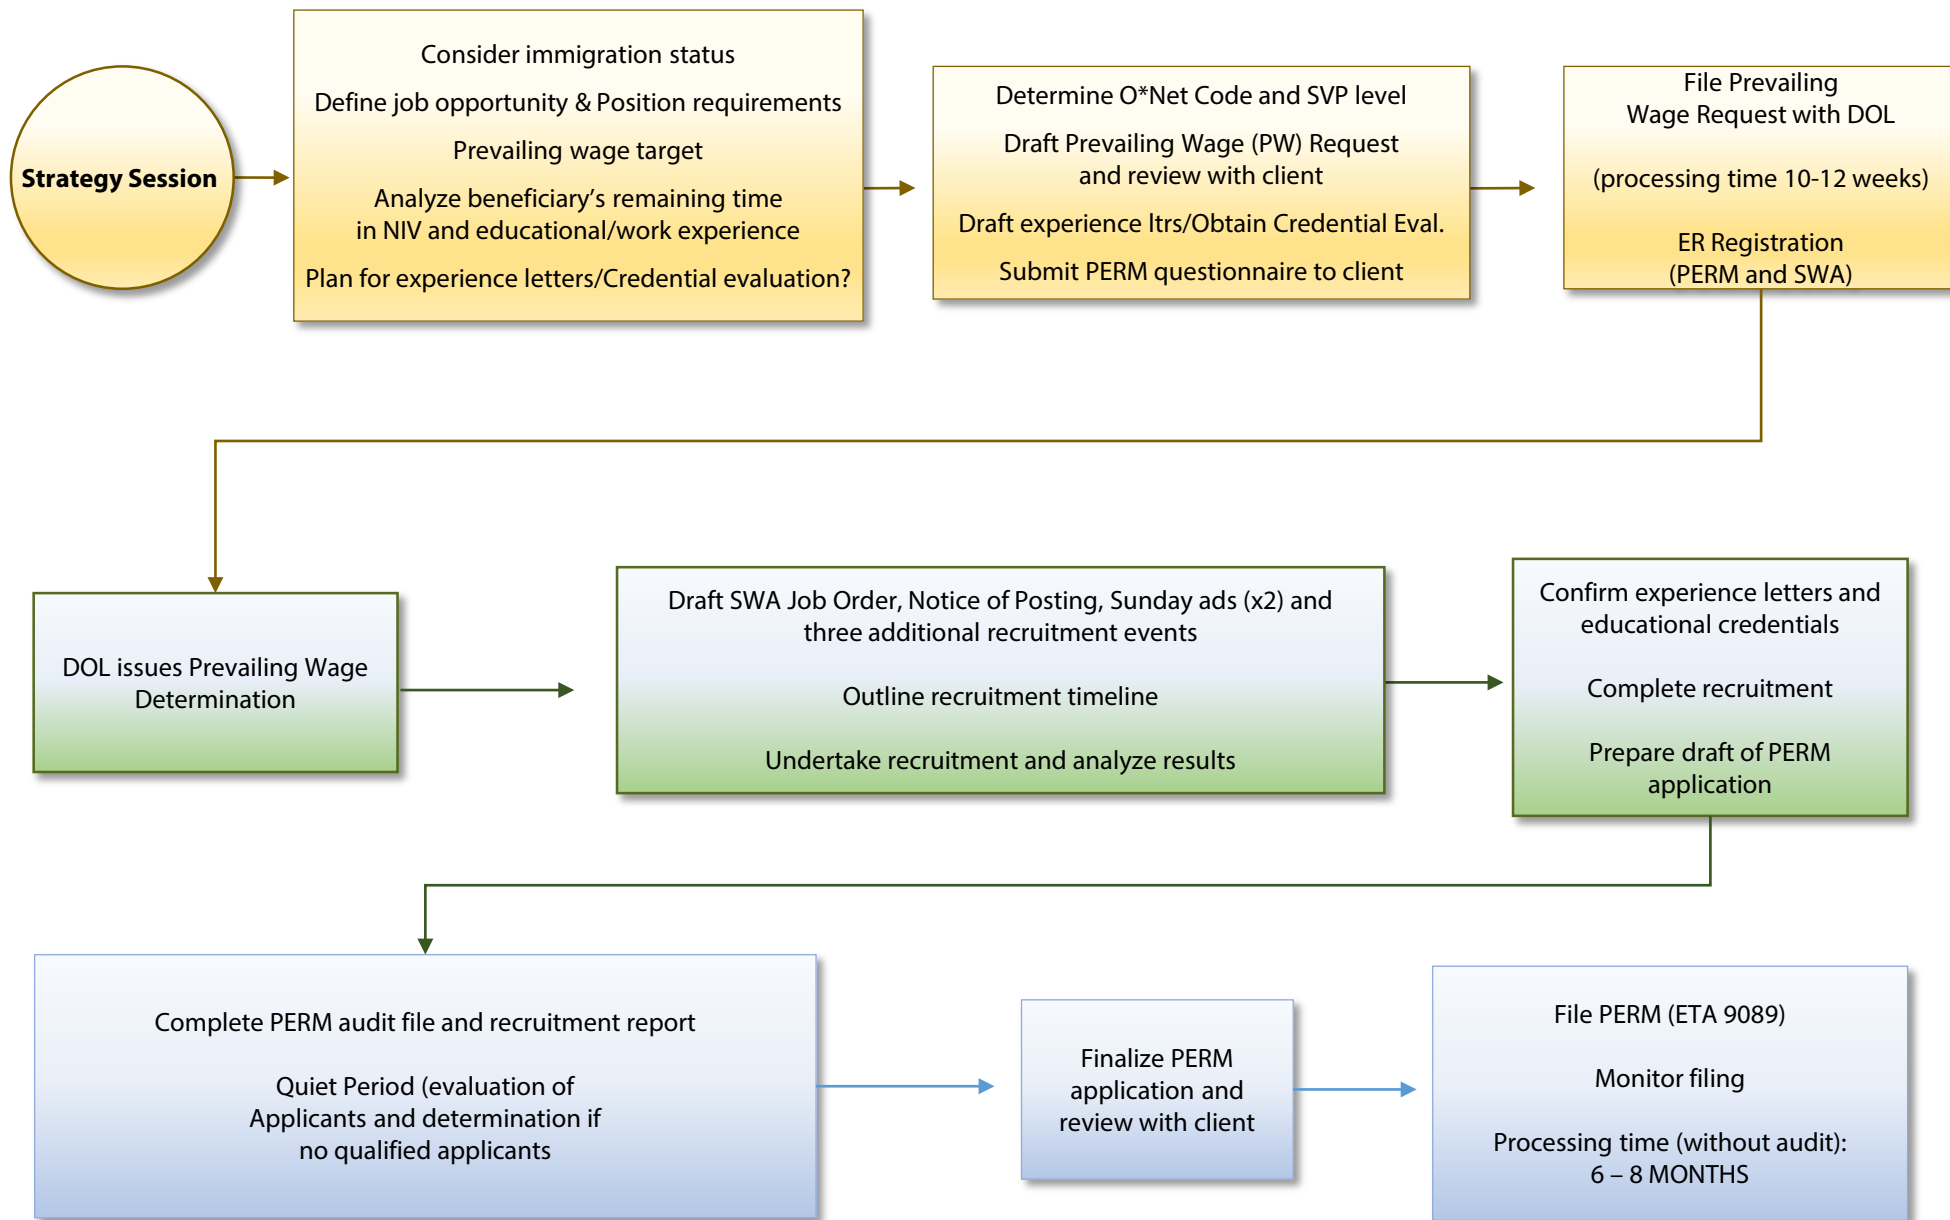 Strategy Session
Consider immigration status
Define job opportunity & Position requirements
Prevailing wage target
Analyze beneficiary's remaining time
in NIV and educational/work experience
Plan for experience letters/Credential evaluation?
Determine O*Net Code and SVP level
Draft Prevailing Wage (PW) Request
and review with client
Draft experience ltrs/Obtain Credential Eval.
Submit PERM questionnaire to client
File Prevailing
Wage Request with DOL
(processing time 10-12 weeks)
ER Registration
(PERM and SWA)
DOL issues Prevailing Wage
Determination
Draft SWA Job Order, Notice of Posting, Sunday ads (x2) and
three additional recruitment events
Outline recruitment timeline
Undertake recruitment and analyze results
Confirm experience letters and
educational credentials
Complete recruitment
Prepare draft of PERM
application
Complete PERM audit file and recruitment report
Quiet Period (evaluation of
Applicants and determination if
no qualified applicants
Finalize PERM
application and
review with client
File PERM (ETA 9089)
Monitor filing
Processing time (without audit):
6 – 8 MONTHS